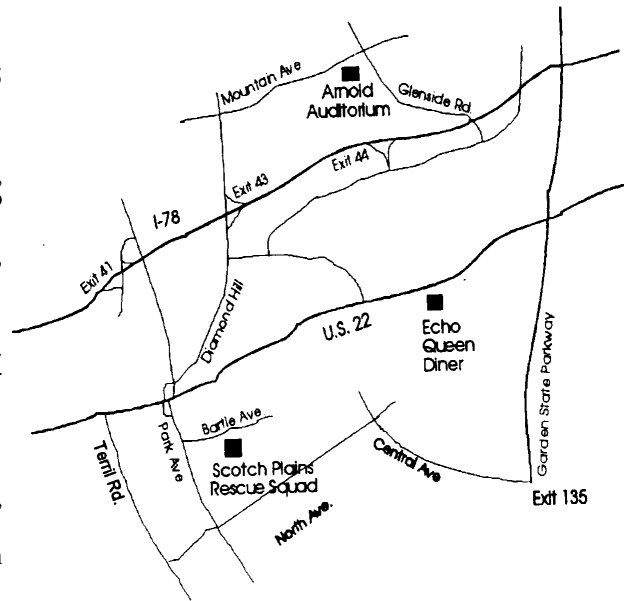 Mountain Ave
Arnold
Auditorium
Glenside Rd.
Exit 44
Exit 43
I-78
Exit 41
Diamond Hill
U.S. 22
Echo
Queen
Diner
Garden State Parkway
Bartle Ave
Park Ave
Terril Rd.
Scotch Plains
Rescue Squad
Central Ave
North Ave.
Exit 135